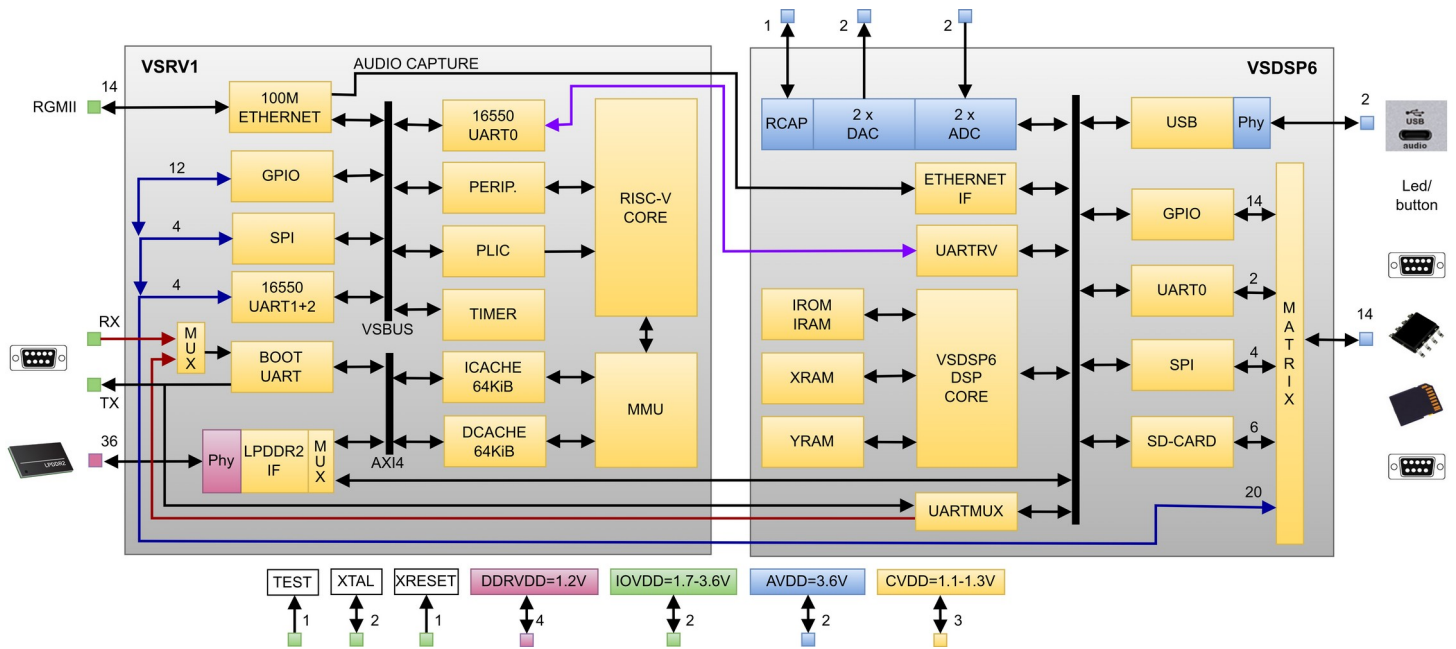 1
2
2
VSRV1
VSDSP6
AUDIO CAPTURE
RGMII
14
100M
ETHERNET
16550
UART0
RCAP
2 x
DAC
2 x
ADC
USB
Phy
2
USB
audio
12
GPIO
PERIP.
RISC-V
CORE
ETHERNET
IF
GPIO
14
Led/
button
4
SPI
PLIC
UARTRV
4
16550
UART1+2
TIMER
VSBUS
IROM
IRAM
UART0
2
RX
MUX
BOOT
UART
TX
ICACHE
64KiB
MMU
XRAM
VSDSP6
DSP
CORE
SPI
4
MATRIX
14
36
LPDDR2
Phy
LPDDR2
IF
MUX
AXI4
DCACHE
64KiB
YRAM
SD-CARD
6
UARTMUX
20
TEST
XTAL
XRESET
DDRVDD=1.2V
IOVDD=1.7-3.6V
AVDD=3.6V
CVDD=1.1-1.3V
1
2
1
4
2
2
3